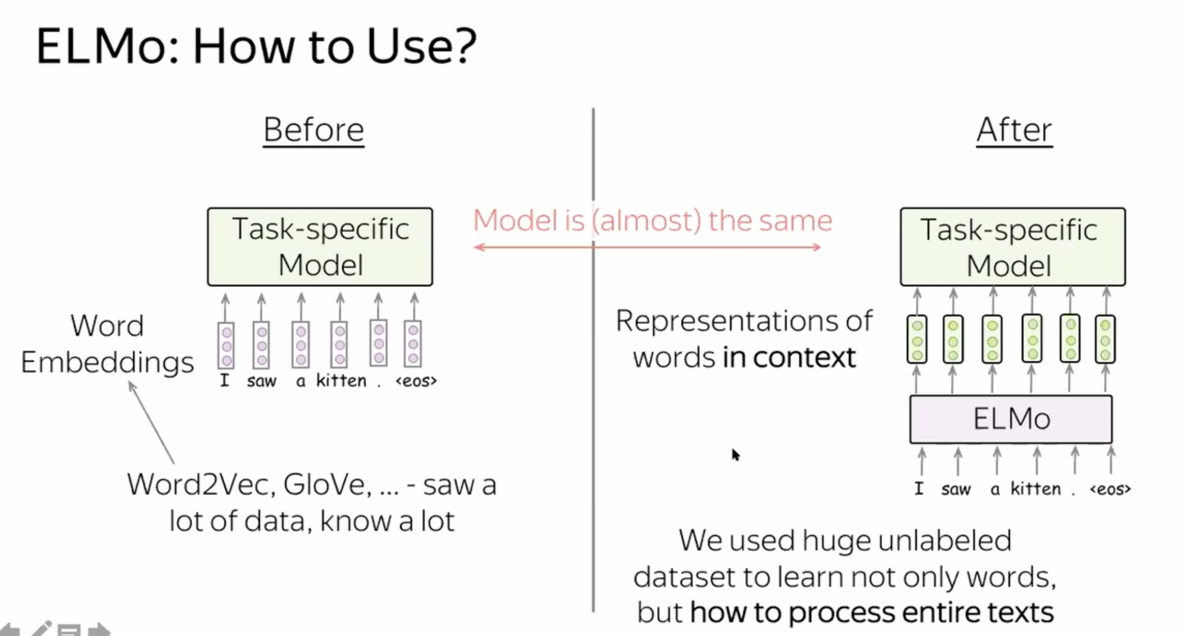 ELMo: How to Use?
Before
Task-specific
Model
Word
Embeddings
I saw a kitten . <eos>
Word2Vec, GloVe, ... - saw a
lot of data, know a lot
Model is (almost) the same
After
Task-specific
Model
Representations of
words in context
ELMo
I saw a kitten . <eos>
We used huge unlabeled
dataset to learn not only words,
but how to process entire texts